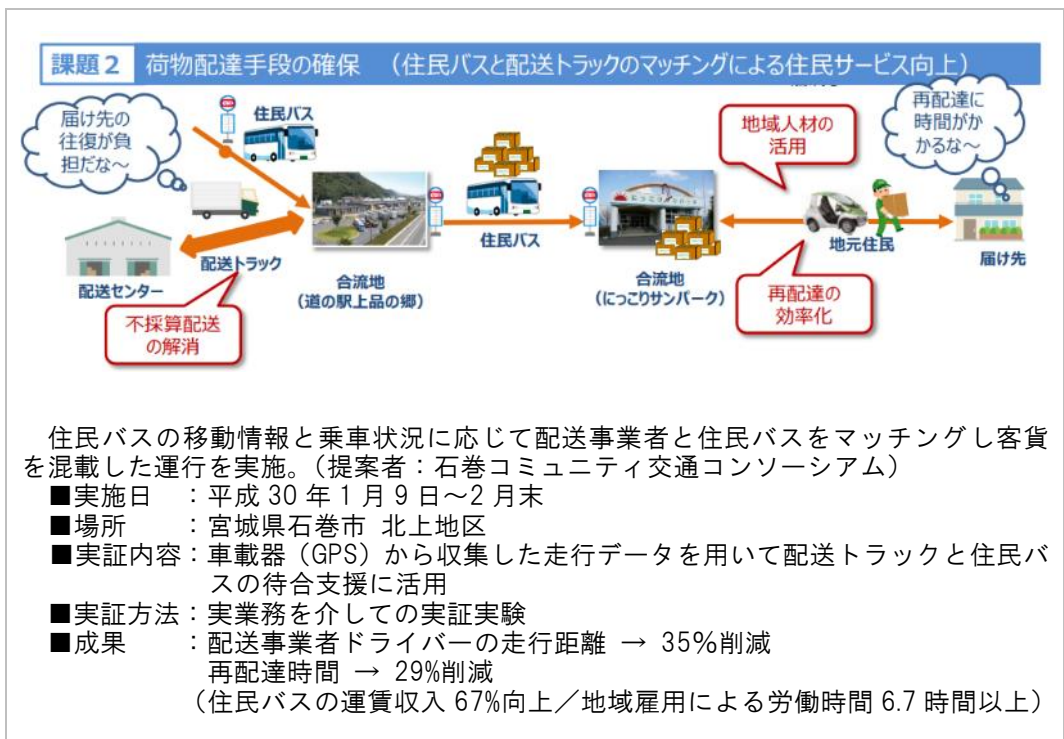 課題2 荷物配達手段の確保 (住民バスと配送トラックのマッチングによる住民サービス向上)
届け先の
往復が負
担だな~
住民バス
配送トラック
配送センター
不採算配送
の解消
合流地
(道の駅上品の郷)
住民バス
にっこりサンパーク
合流地
(にっこりサンパーク)
地域人材の
活用
再配達に
時間がか
かるな~
地元住民
届け先
再配達の
効率化
住民バスの移動情報と乗車状況に応じて配送事業者と住民バスをマッチングし客貨
を混載した運行を実施。(提案者:石巻コミュニティ交通コンソーシアム)
■実施日 :平成30年1月9日~2月末
■場所 :宮城県石巻市 北上地区
■実証内容:車載器(GPS)から収集した走行データを用いて配送トラックと住民バ
スの待合支援に活用
■実証方法:実業務を介しての実証実験
■成果 :配送事業者ドライバーの走行距離 → 35%削減
再配達時間 → 29%削減
(住民バスの運賃収入67%向上/地域雇用による労働時間6.7時間以上)